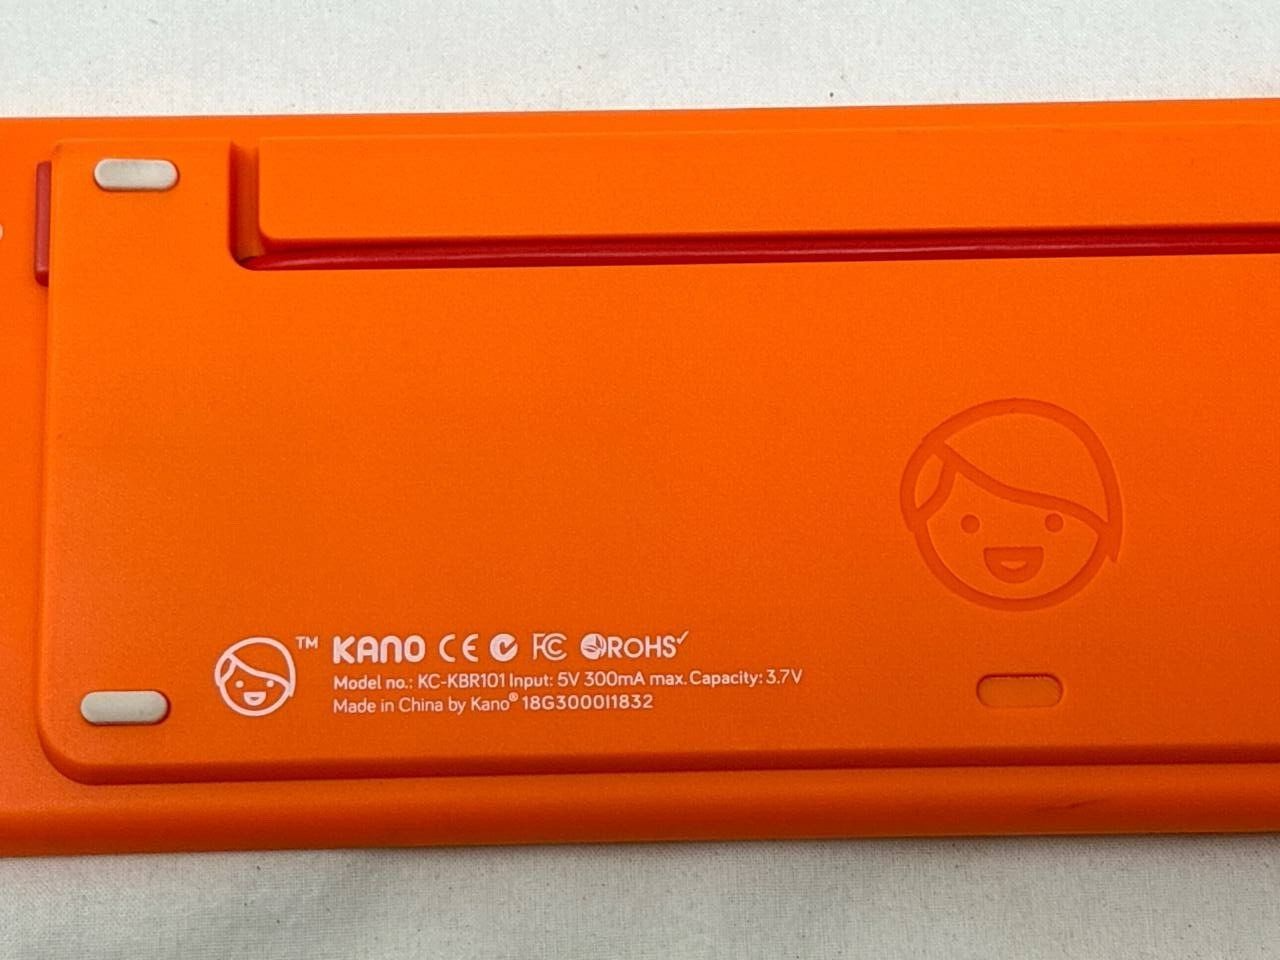 ™ KANO CE FC ROHS✓
Model no.: KC-KBR101 Input: 5V 300mA max. Capacity: 3.7V
Made in China by Kano® 18G3000I1832